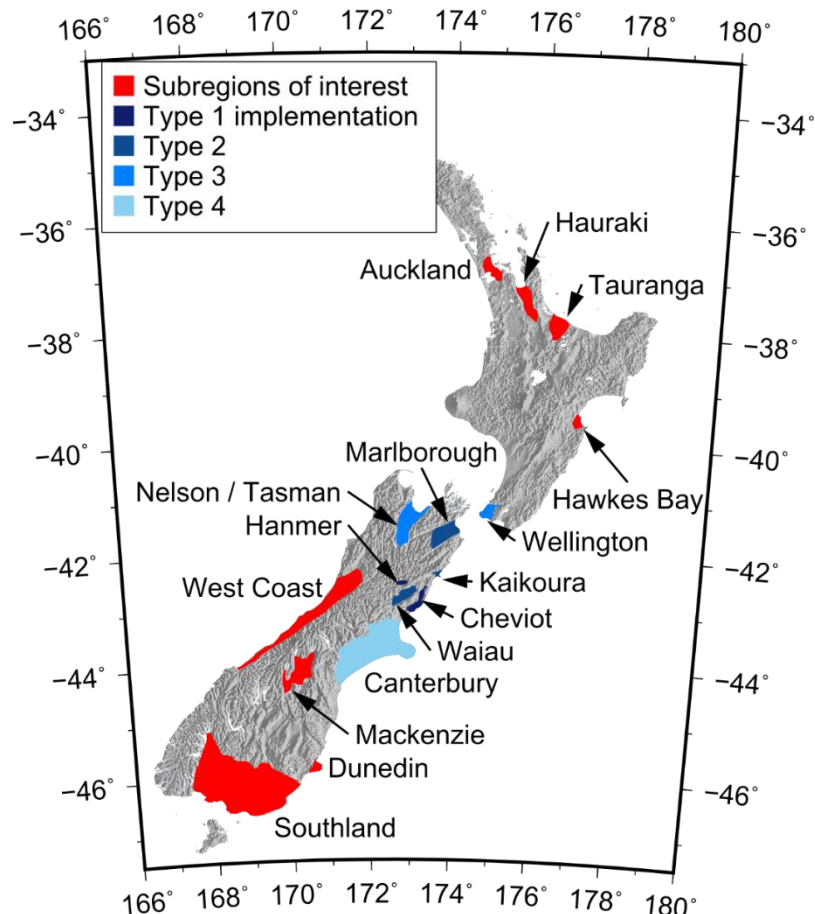 166° 168° 170° 172° 174° 176° 178° 180°
Subregions of interest
Type 1 implementation
Type 2
Type 3
Type 4
−34° −34°
−36° −36°
Hauraki
Auckland
Tauranga
−38° −38°
−40° −40°
Marlborough
Nelson / Tasman
Hawkes Bay
Hanmer
Wellington
−42° −42°
West Coast
Kaikoura
Cheviot
Waiau
−44° −44°
Canterbury
Mackenzie
Dunedin
−46° −46°
Southland
166° 168° 170° 172° 174° 176° 178° 180°